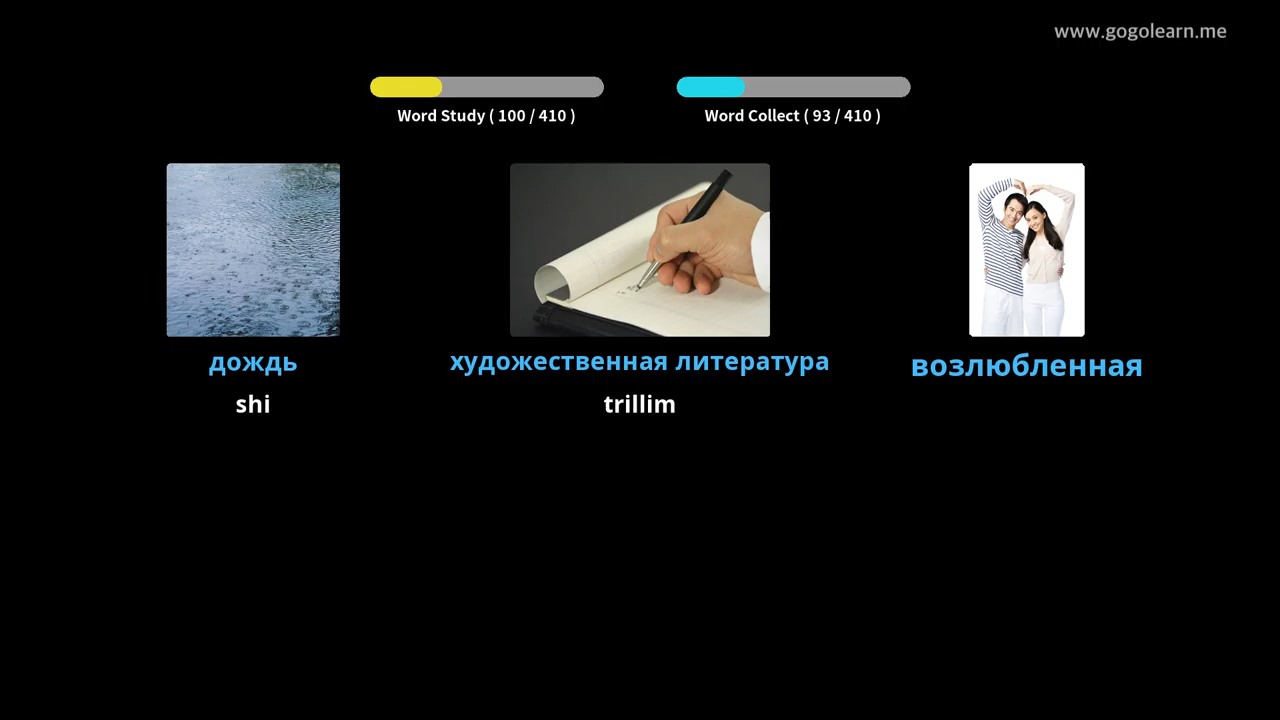 www.gogolearn.me
Word Study ( 100 / 410 )
Word Collect ( 93 / 410 )
дождь
shi
художественная литература
trillim
возлюбленная